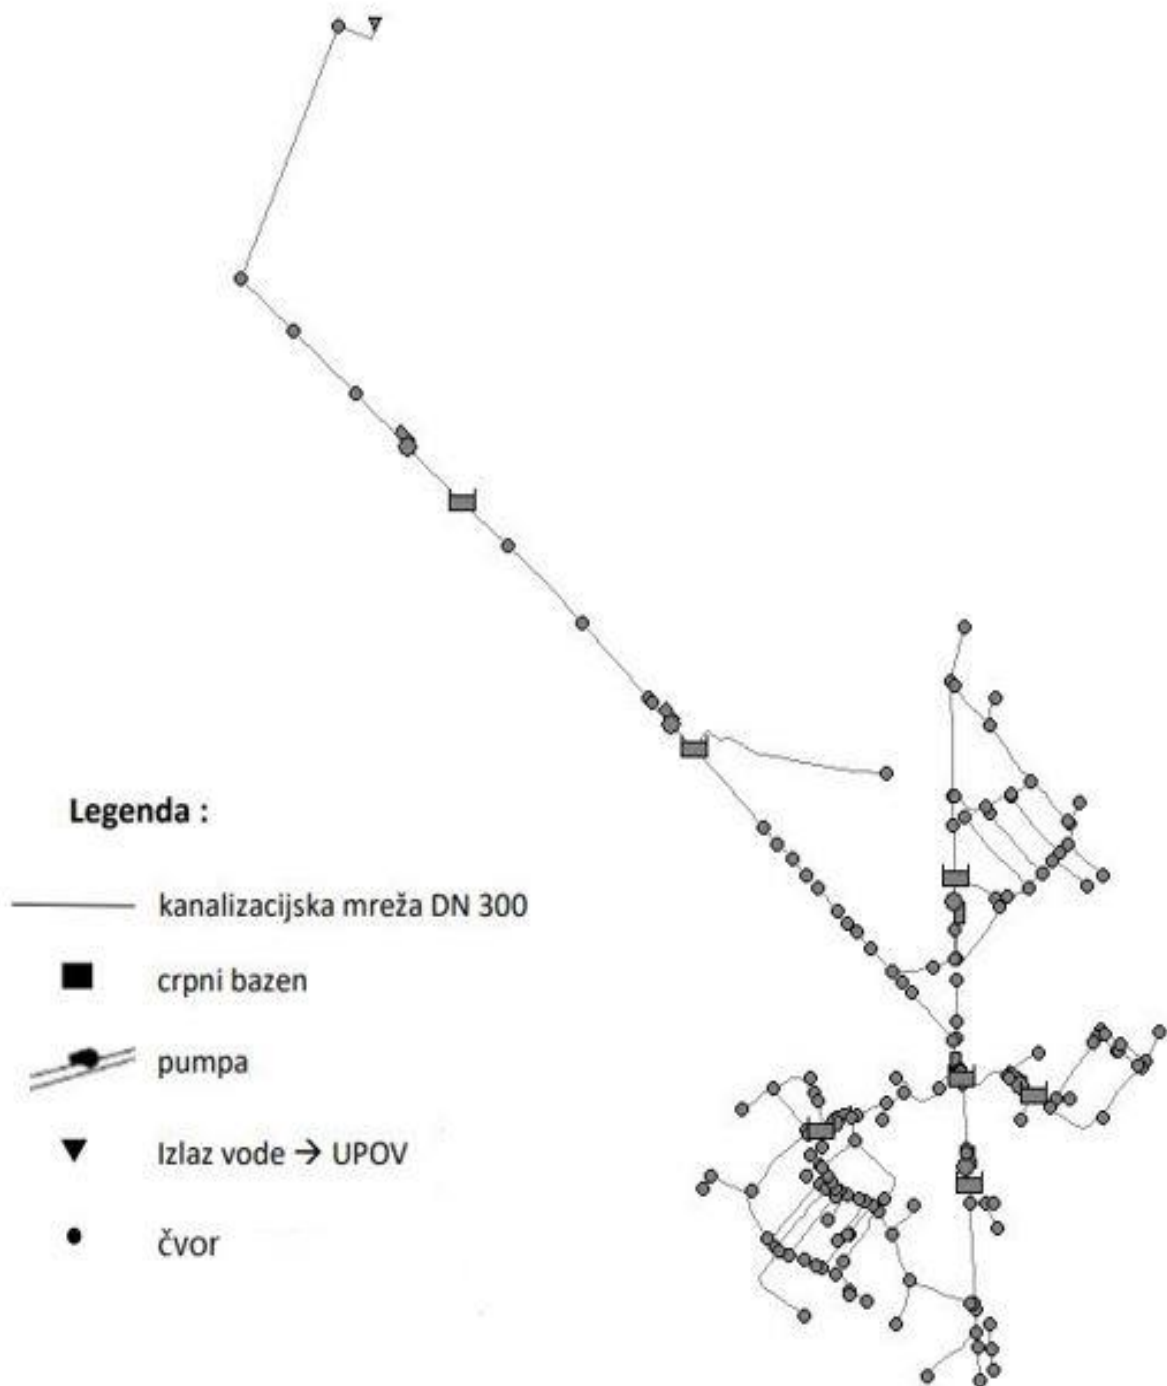 Legenda :
kanalizacijska mreža DN 300
crpni bazen
pumpa
Izlaz vode → UPOV
čvor